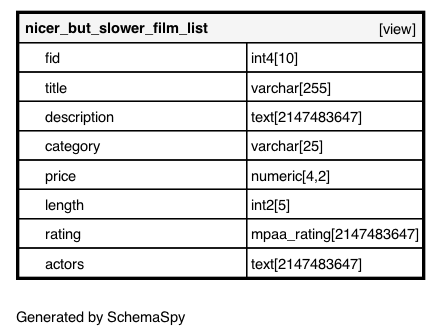 nicer_but_slower_film_list [view]
fid int4[10]
title varchar[255]
description text[2147483647]
category varchar[25]
price numeric[4,2]
length int2[5]
rating mpaa_rating[2147483647]
actors text[2147483647]
Generated by SchemaSpy